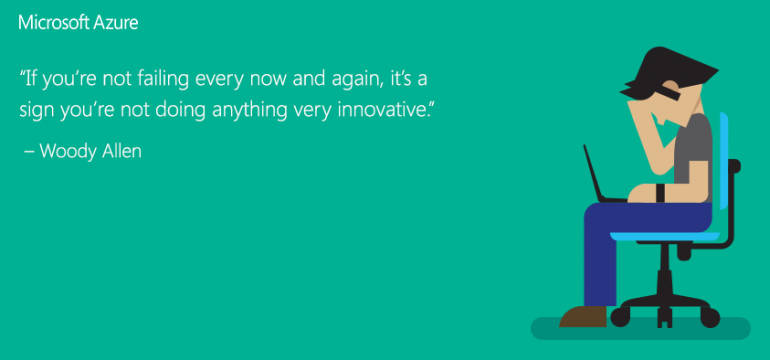 Microsoft Azure
“If you’re not failing every now and again, it’s a
sign you’re not doing anything very innovative.”
– Woody Allen